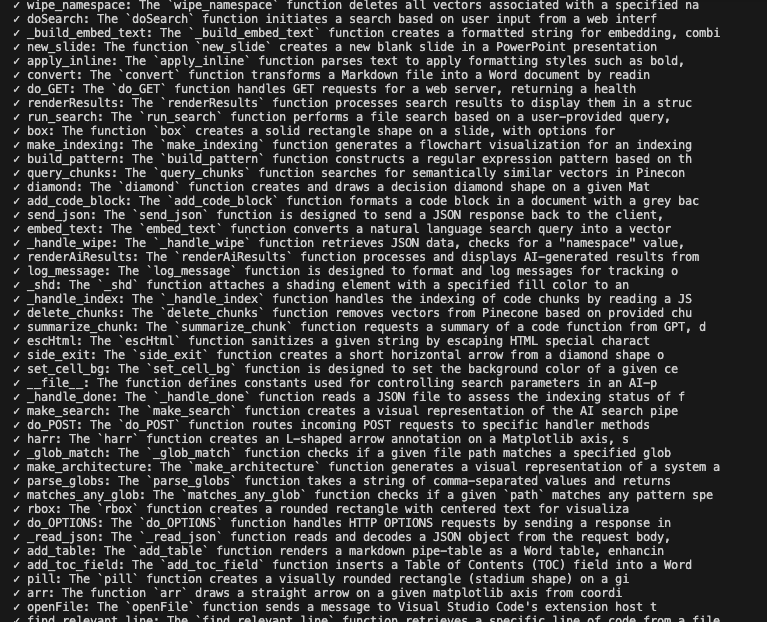 ✓ wipe_namespace: The `wipe_namespace` function deletes all vectors associated with a specified na
✓ doSearch: The `doSearch` function initiates a search based on user input from a web interf
✓ _build_embed_text: The `_build_embed_text` function creates a formatted string for embedding, combi
✓ new_slide: The function `new_slide` creates a new blank slide in a PowerPoint presentation
✓ apply_inline: The `apply_inline` function parses text to apply formatting styles such as bold,
✓ convert: The `convert` function transforms a Markdown file into a Word document by readin
✓ do_GET: The `do_GET` function handles GET requests for a web server, returning a health
✓ renderResults: The `renderResults` function processes search results to display them in a struc
✓ run_search: The `run_search` function performs a file search based on a user-provided query,
✓ box: The function `box` creates a solid rectangle shape on a slide, with options for
✓ make_indexing: The `make_indexing` function generates a flowchart visualization for an indexing
✓ build_pattern: The `build_pattern` function constructs a regular expression pattern based on th
✓ query_chunks: The `query_chunks` function searches for semantically similar vectors in Pinecon
✓ diamond: The `diamond` function creates and draws a decision diamond shape on a given Mat
✓ add_code_block: The `add_code_block` function formats a code block in a document with a grey bac
✓ send_json: The `send_json` function is designed to send a JSON response back to the client,
✓ embed_text: The `embed_text` function converts a natural language search query into a vector
✓ _handle_wipe: The `_handle_wipe` function retrieves JSON data, checks for a "namespace" value,
✓ renderAiResults: The `renderAiResults` function processes and displays AI-generated results from
✓ log_message: The `log_message` function is designed to format and log messages for tracking o
✓ _shd: The `_shd` function attaches a shading element with a specified fill color to an
✓ _handle_index: The `_handle_index` function handles the indexing of code chunks by reading a JS
✓ delete_chunks: The `delete_chunks` function removes vectors from Pinecone based on provided chu
✓ summarize_chunk: The `summarize_chunk` function requests a summary of a code function from GPT, d
✓ escHtml: The `escHtml` function sanitizes a given string by escaping HTML special charact
✓ side_exit: The `side_exit` function creates a short horizontal arrow from a diamond shape o
✓ set_cell_bg: The `set_cell_bg` function is designed to set the background color of a given ce
✓ __file__: The function defines constants used for controlling search parameters in an AI-p
✓ _handle_done: The `_handle_done` function reads a JSON file to assess the indexing status of f
✓ make_search: The `make_search` function creates a visual representation of the AI search pipe
✓ do_POST: The `do_POST` function routes incoming POST requests to specific handler methods
✓ harr: The `harr` function creates an L-shaped arrow annotation on a Matplotlib axis, s
✓ _glob_match: The `_glob_match` function checks if a given file path matches a specified glob
✓ make_architecture: The `make_architecture` function generates a visual representation of a system a
✓ parse_globs: The `parse_globs` function takes a string of comma-separated values and returns
✓ matches_any_glob: The `matches_any_glob` function checks if a given `path` matches any pattern spe
✓ rbox: The `rbox` function creates a rounded rectangle with centered text for visualiza
✓ do_OPTIONS: The `do_OPTIONS` function handles HTTP OPTIONS requests by sending a response in
✓ _read_json: The `_read_json` function reads and decodes a JSON object from the request body,
✓ add_table: The `add_table` function renders a markdown pipe-table as a Word table, enhancin
✓ add_toc_field: The `add_toc_field` function inserts a Table of Contents (TOC) field into a Word
✓ pill: The `pill` function creates a visually rounded rectangle (stadium shape) on a gi
✓ arr: The function `arr` draws a straight arrow on a given matplotlib axis from coordi
✓ openFile: The `openFile` function sends a message to Visual Studio Code's extension host t
✓ find_relevant_line: The `find_relevant_line` function retrieves a specific line of code from a file